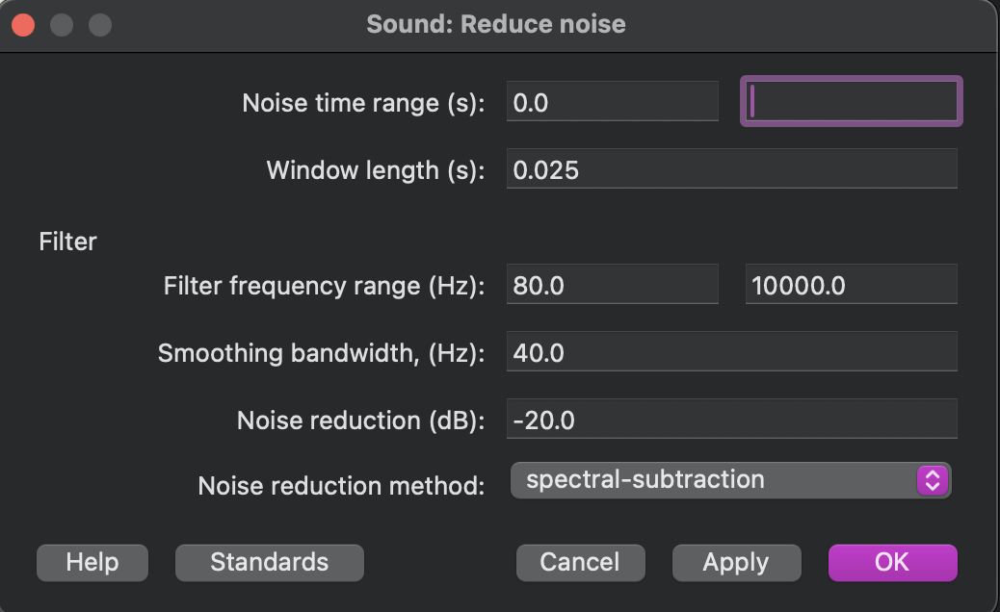 Sound: Reduce noise
Noise time range (s): 0.0
Window length (s): 0.025
Filter
Filter frequency range (Hz): 80.0 10000.0
Smoothing bandwidth, (Hz): 40.0
Noise reduction (dB): -20.0
Noise reduction method: spectral-subtraction
Help Standards Cancel Apply OK